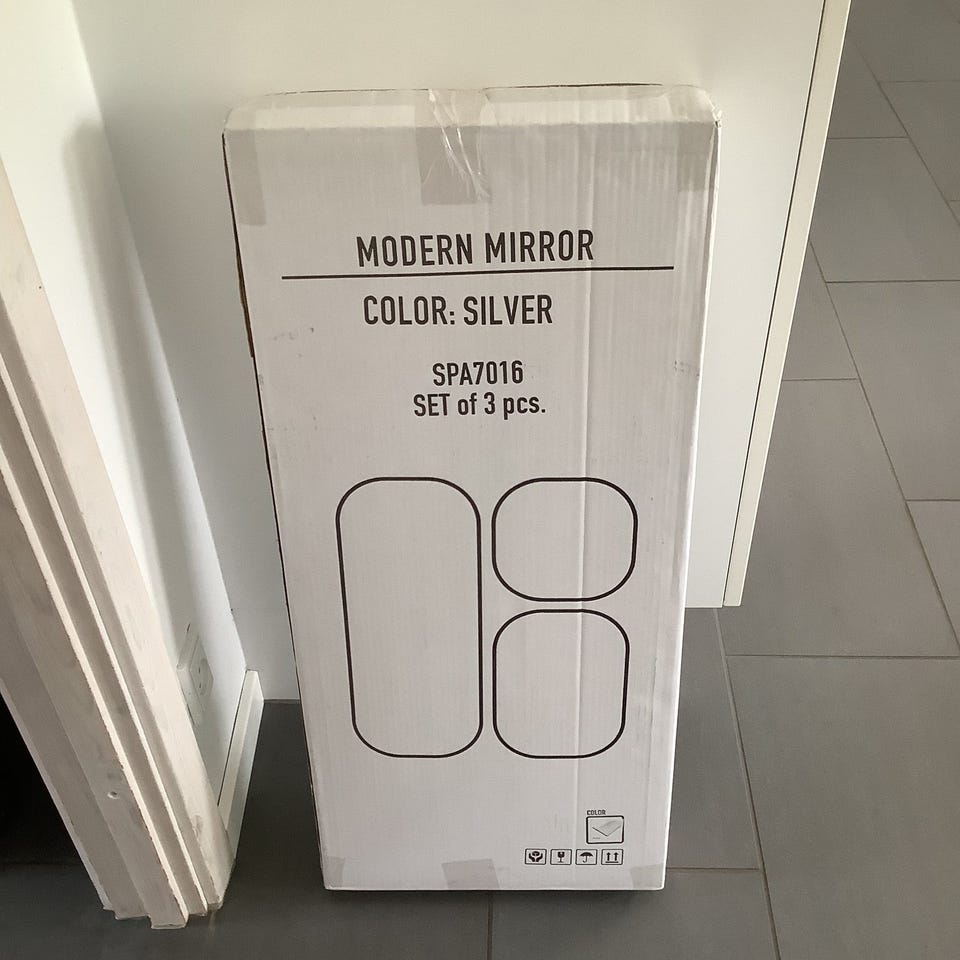 MODERN MIRROR
COLOR: SILVER
SPA7016
SET of 3 pcs.
COLOR